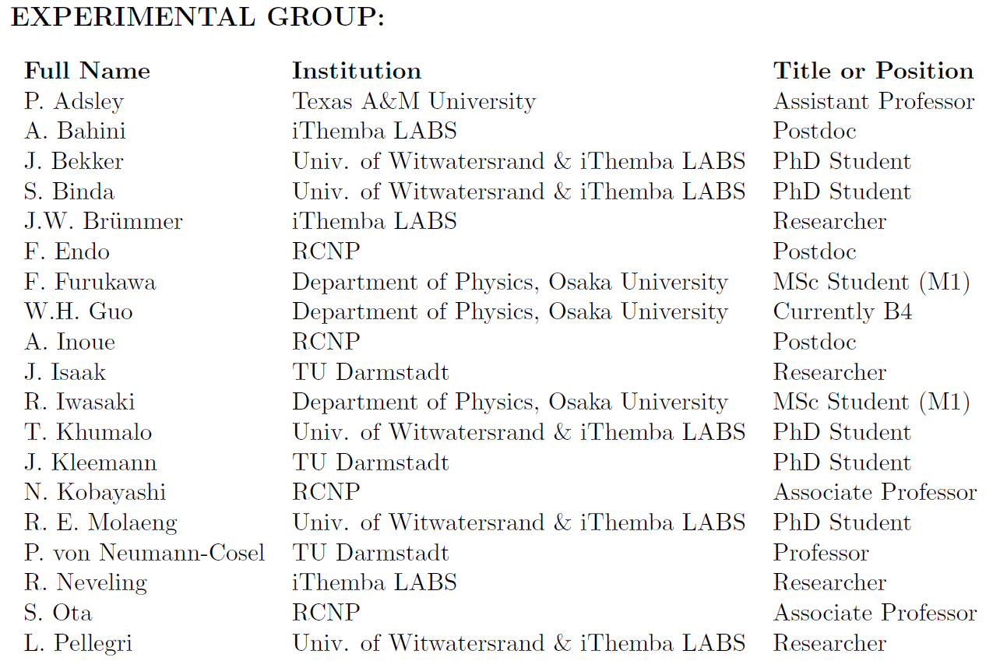 EXPERIMENTAL GROUP:
Full Name Institution Title or Position
P. Adsley Texas A&M University Assistant Professor
A. Bahini iThemba LABS Postdoc
J. Bekker Univ. of Witwatersrand & iThemba LABS PhD Student
S. Binda Univ. of Witwatersrand & iThemba LABS PhD Student
J.W. Brümmer iThemba LABS Researcher
F. Endo RCNP Postdoc
F. Furukawa Department of Physics, Osaka University MSc Student (M1)
W.H. Guo Department of Physics, Osaka University Currently B4
A. Inoue RCNP Postdoc
J. Isaak TU Darmstadt Researcher
R. Iwasaki Department of Physics, Osaka University MSc Student (M1)
T. Khumalo Univ. of Witwatersrand & iThemba LABS PhD Student
J. Kleemann TU Darmstadt PhD Student
N. Kobayashi RCNP Associate Professor
R. E. Molaeng Univ. of Witwatersrand & iThemba LABS PhD Student
P. von Neumann-Cosel TU Darmstadt Professor
R. Neveling iThemba LABS Researcher
S. Ota RCNP Associate Professor
L. Pellegri Univ. of Witwatersrand & iThemba LABS Researcher